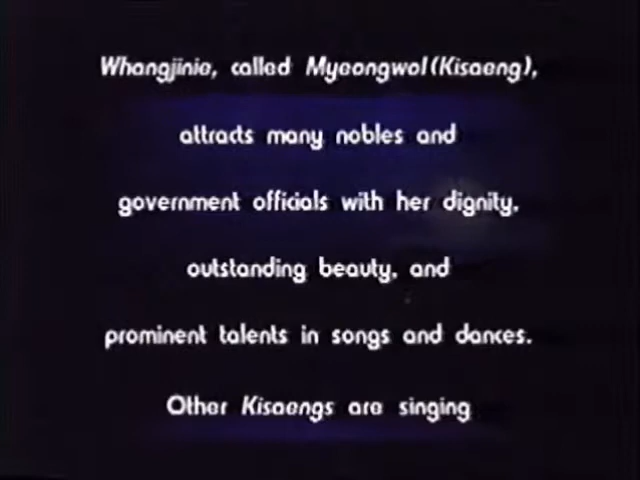 Whangjinie, called Myeongwol(Kisaeng),
attracts many nobles and
government officials with her dignity,
outstanding beauty, and
prominent talents in songs and dances.
Other Kisaengs are singing